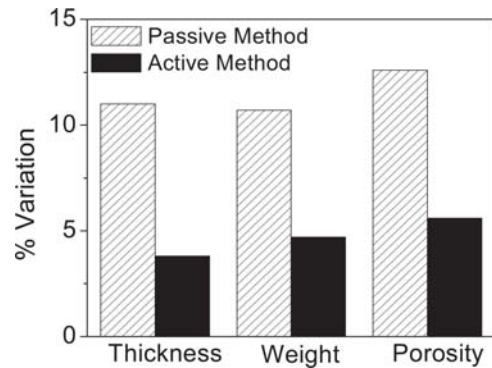 15
Passive Method
Active Method
10
% Variation
5
0
Thickness Weight Porosity